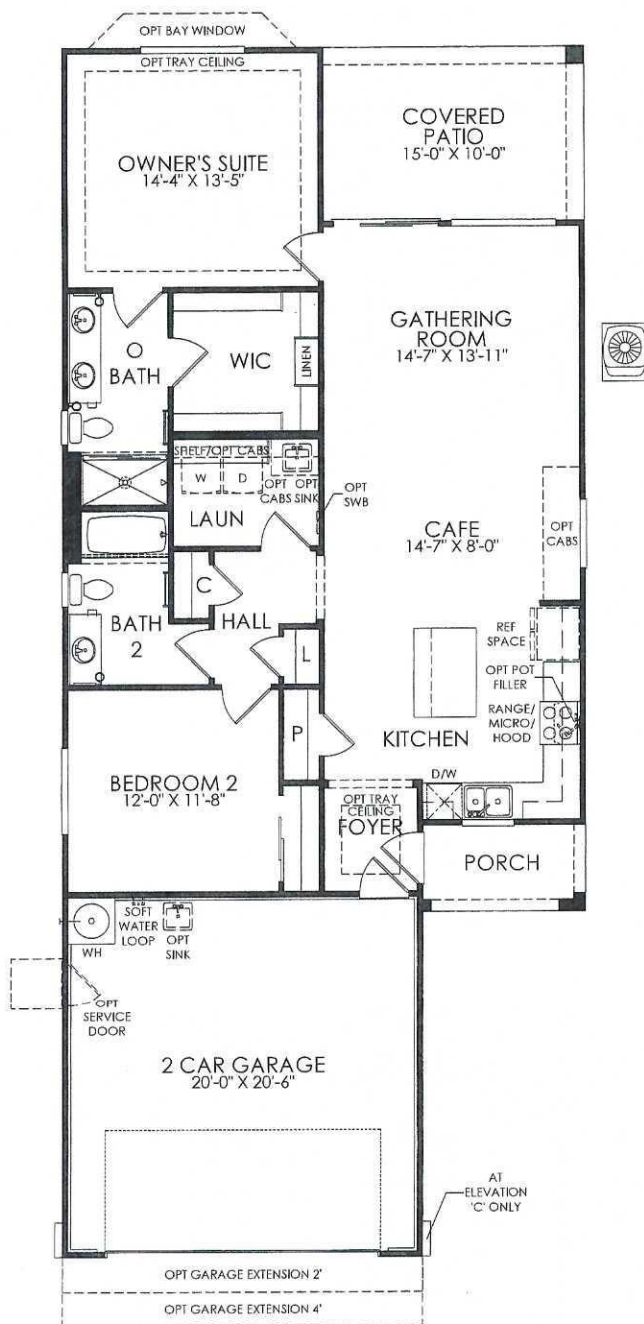 OPT BAY WINDOW
OPT TRAY CEILING
OWNER'S SUITE
14'-4" X 13'-5"
COVERED
PATIO
15'-0" X 10'-0"
GATHERING
ROOM
14'-7" X 13'-11"
BATH
WIC
LINEN
SHELF/OPT CABS
W
D
OPT
CABS
OPT
SINK
LAUN
OPT
SWB
CAFE
14'-7" X 8'-0"
OPT
CABS
C
HALL
BATH
2
L
REF
SPACE
OPT POT
FILLER
RANGE/
MICRO/
HOOD
P
KITCHEN
D/W
BEDROOM 2
12'-0" X 11'-8"
OPT TRAY
CEILING
FOYER
PORCH
WH
SOFT
WATER
LOOP
OPT
SINK
OPT
SERVICE
DOOR
2 CAR GARAGE
20'-0" X 20'-6"
AT
ELEVATION
'C' ONLY
OPT GARAGE EXTENSION 2'
OPT GARAGE EXTENSION 4'